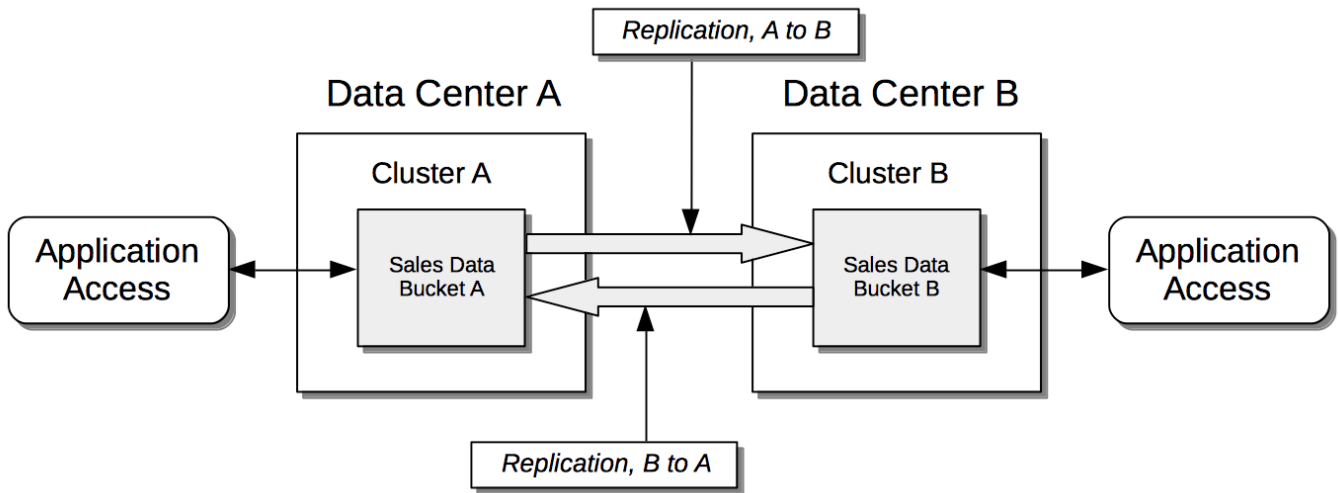 Replication, A to B
Data Center A
Data Center B
Cluster A
Cluster B
Application
Access
Sales Data
Bucket A
Sales Data
Bucket B
Application
Access
Replication, B to A